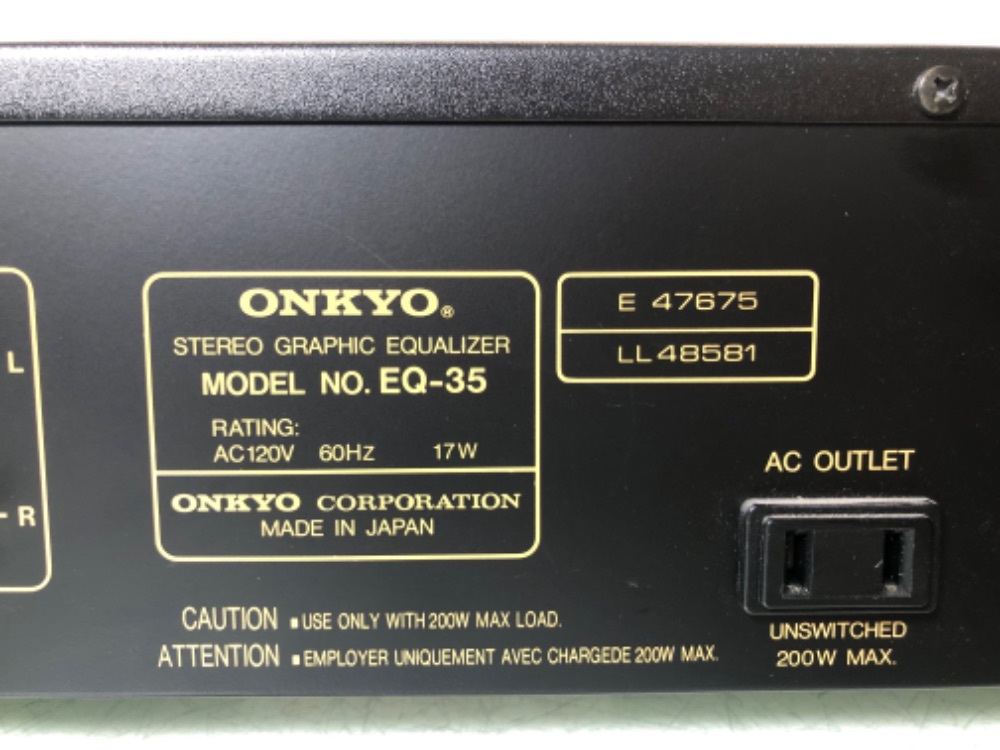 ONKYO®
STEREO GRAPHIC EQUALIZER
MODEL NO. EQ-35
RATING:
AC120V 60Hz 17W
ONKYO CORPORATION
MADE IN JAPAN
E 47675
LL48581
L
R
AC OUTLET
UNSWITCHED
200W MAX.
CAUTION ▪USE ONLY WITH 200W MAX LOAD.
ATTENTION ▪EMPLOYER UNIQUEMENT AVEC CHARGEDE 200W MAX.